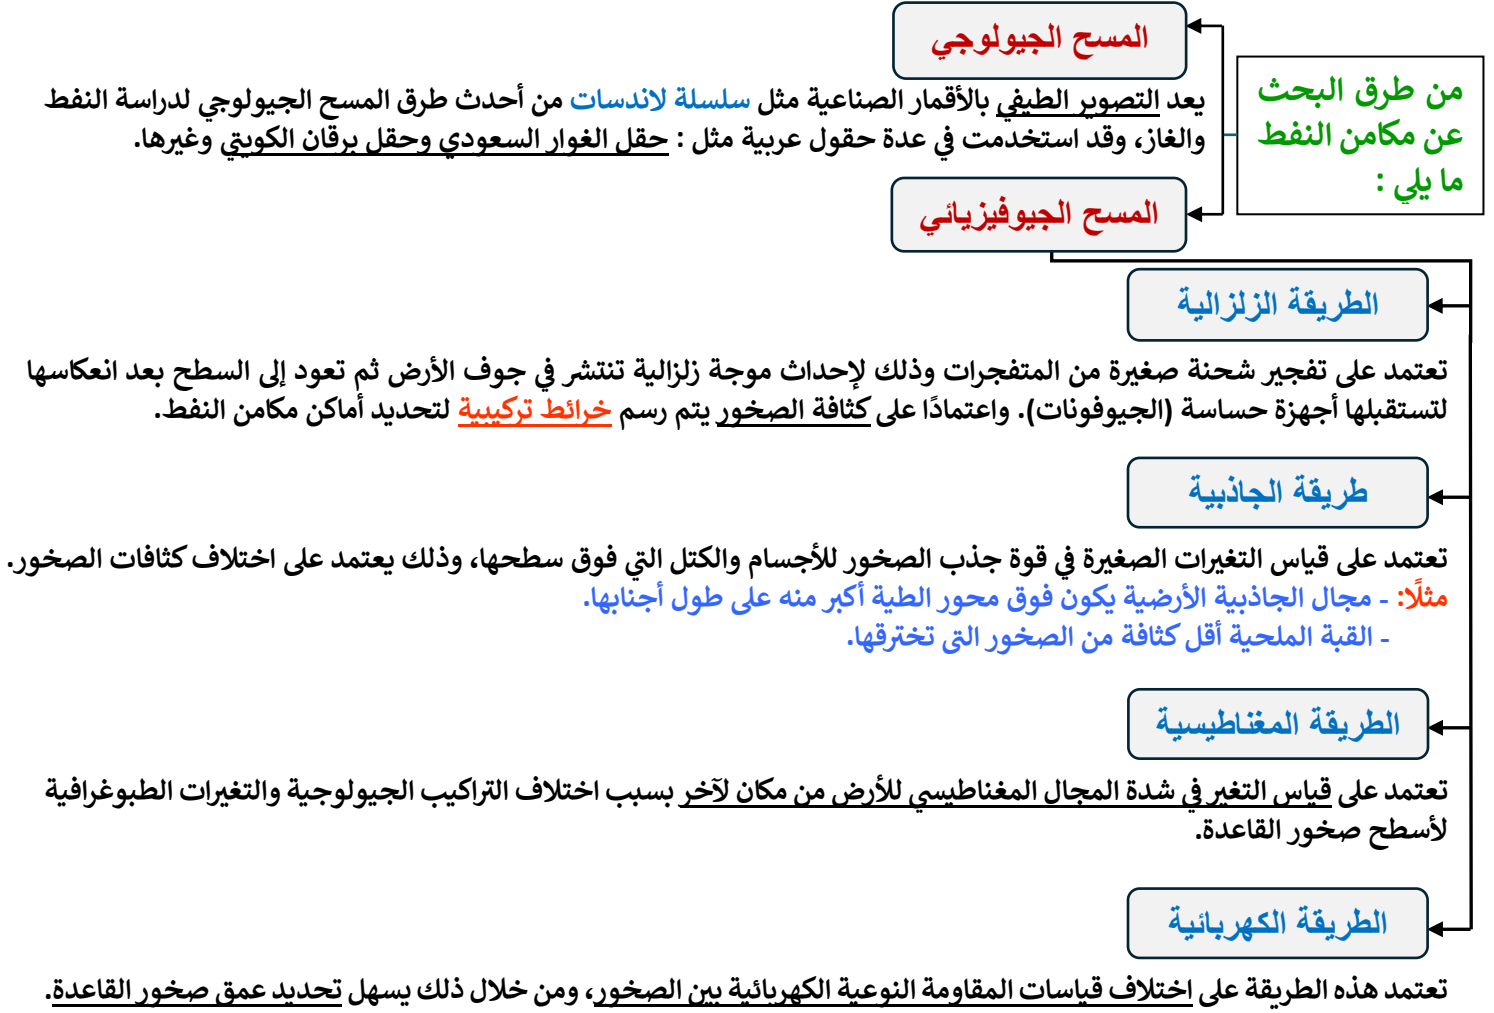 من طرق البحث
عن مكامن النفط
ما يلي :
المسح الجيولوجي
يعد التصوير الطيفي بالأقمار الصناعية مثل سلسلة لاندسات من أحدث طرق المسح الجيولوجي لدراسة النفط
والغاز، وقد استخدمت في عدة حقول عربية مثل : حقل الغوار السعودي وحقل برقان الكويتي وغيرها.
المسح الجيوفيزيائي
الطريقة الزلزالية
تعتمد على تفجير شحنة صغيرة من المتفجرات وذلك لإحداث موجة زلزالية تنتشر في جوف الأرض ثم تعود إلى السطح بعد انعكاسها
لتستقبلها أجهزة حساسة (الجيوفونات). واعتمادًا على كثافة الصخور يتم رسم خرائط تركيبية لتحديد أماكن مكامن النفط.
طريقة الجاذبية
تعتمد على قياس التغيرات الصغيرة في قوة جذب الصخور للأجسام والكتل التي فوق سطحها، وذلك يعتمد على اختلاف كثافات الصخور.
مثلًا: - مجال الجاذبية الأرضية يكون فوق محور الطية أكبر منه على طول أجنابها.
- القبة الملحية أقل كثافة من الصخور التى تخترقها.
الطريقة المغناطيسية
تعتمد على قياس التغير في شدة المجال المغناطيسي للأرض من مكان لآخر بسبب اختلاف التراكيب الجيولوجية والتغيرات الطبوغرافية
لأسطح صخور القاعدة.
الطريقة الكهربائية
تعتمد هذه الطريقة على اختلاف قياسات المقاومة النوعية الكهربائية بين الصخور، ومن خلال ذلك يسهل تحديد عمق صخور القاعدة.